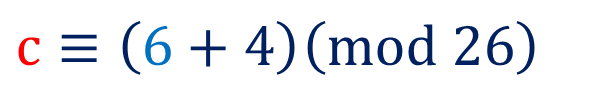 c ≡ (6 + 4)(mod 26)